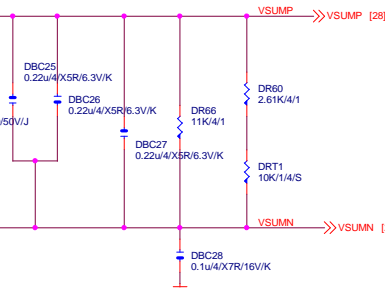 VSUMP
VSUMP [28]
DBC25
0.22u/4/X5R/6.3V/K
DBC26
0.22u/4/X5R/6.3V/K
DR60
2.61K/4/1
/50V/J
DR66
11K/4/1
DBC27
0.22u/4/X5R/6.3V/K
DRT1
10K/1/4/S
VSUMN
VSUMN [
DBC28
0.1u/4/X7R/16V/K